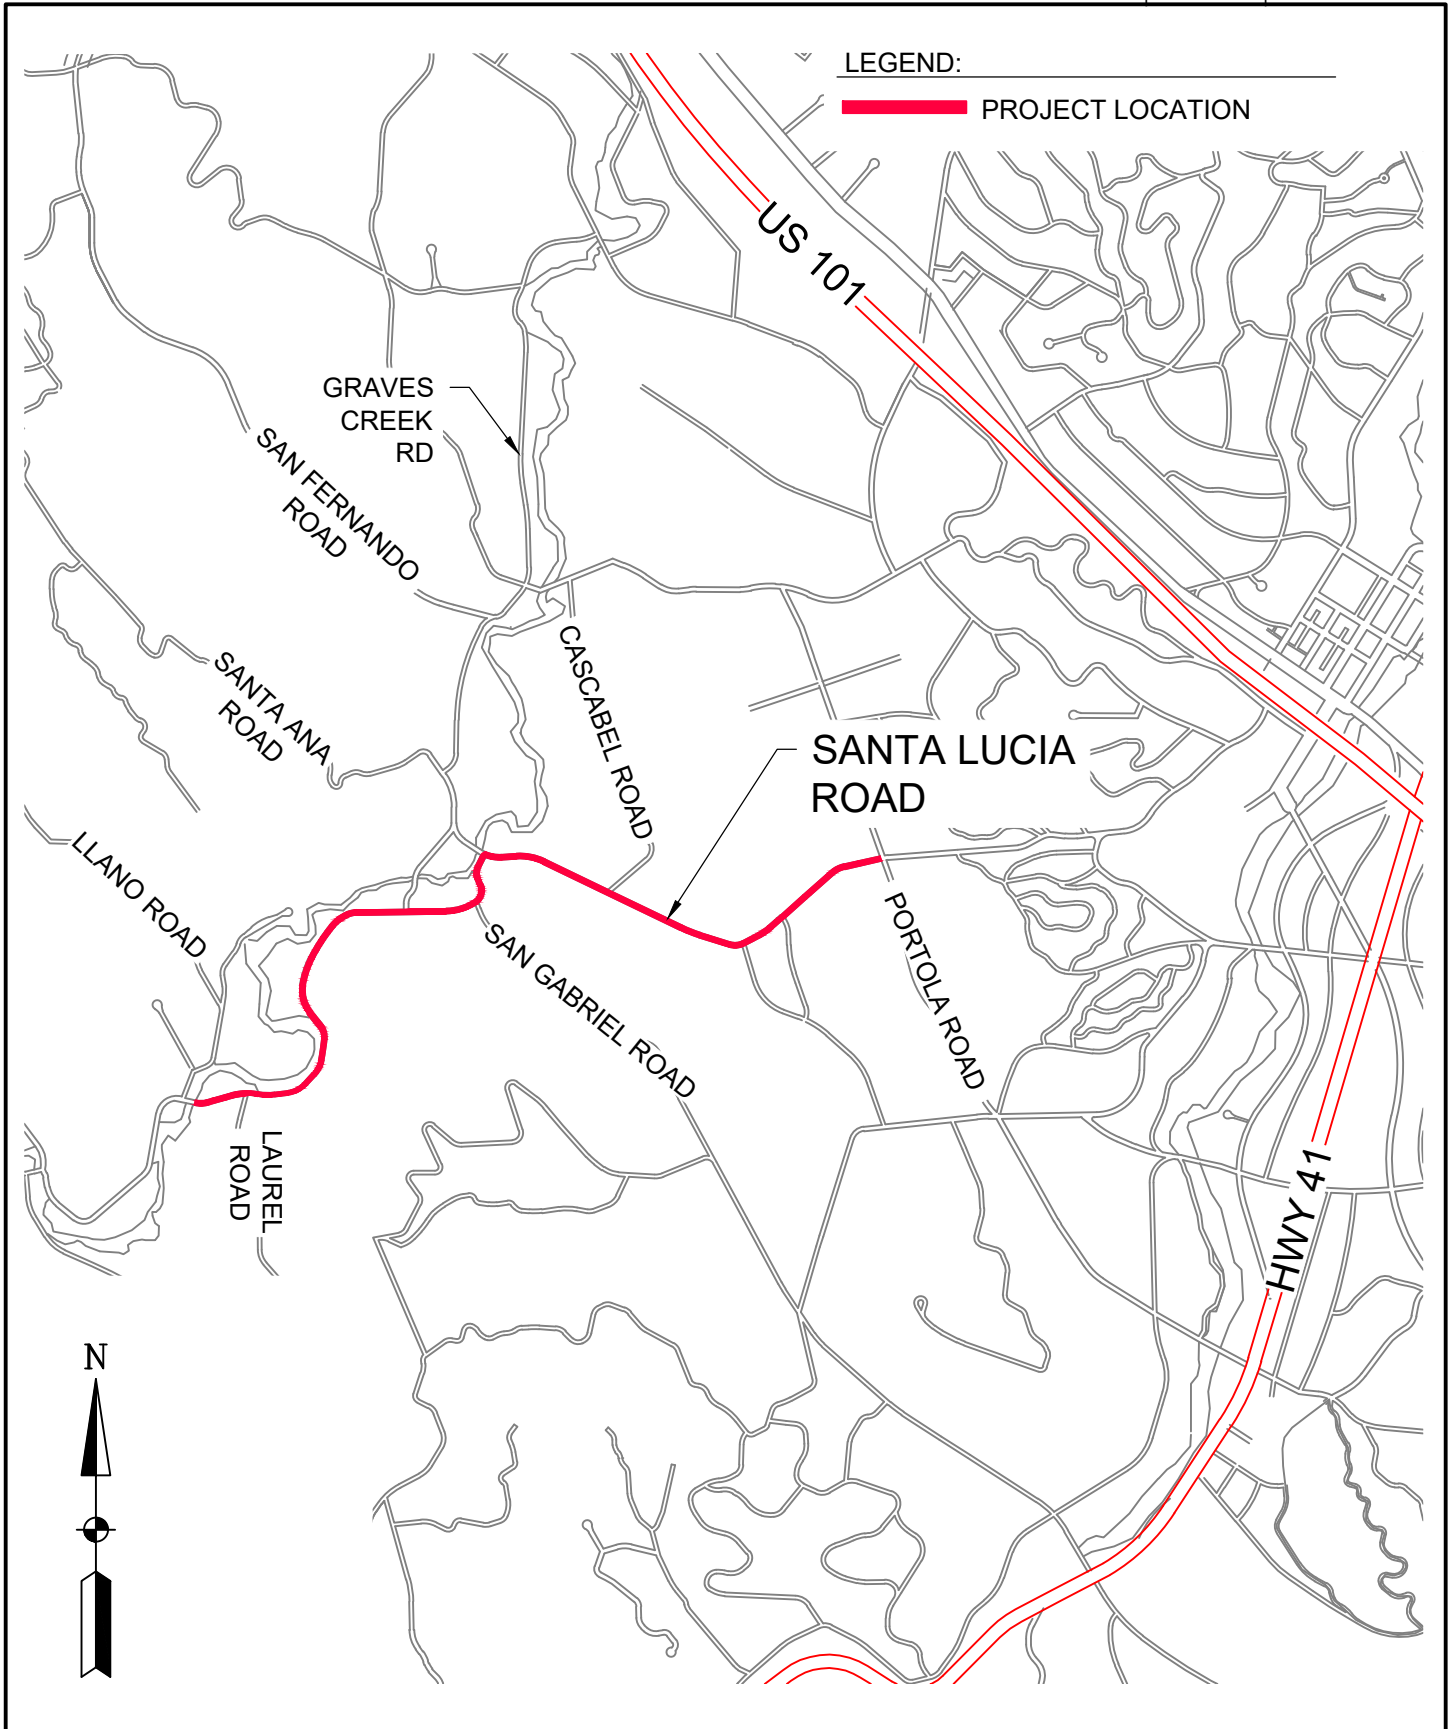 LEGEND:
PROJECT LOCATION
US 101
GRAVES
CREEK
RD
SAN FERNANDO
ROAD
SANTA ANA
ROAD
CASCABEL ROAD
SANTA LUCIA
ROAD
LLANO ROAD
SAN GABRIEL ROAD
PORTOLA ROAD
LAUREL
ROAD
HWY 41
N